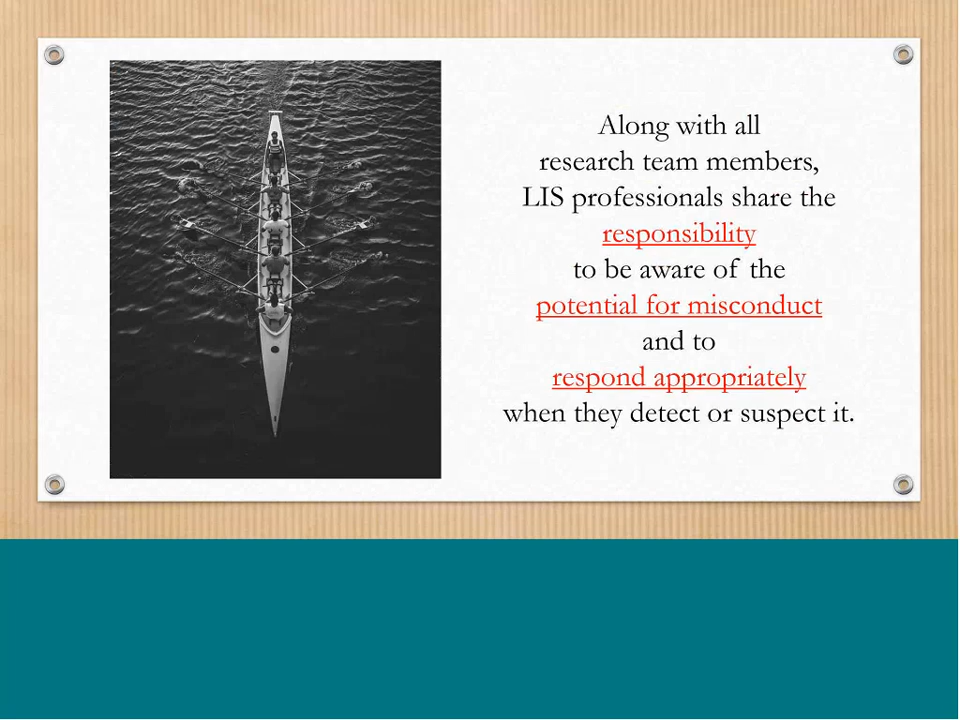 Along with all
research team members,
LIS professionals share the
responsibility
to be aware of the
potential for misconduct
and to
respond appropriately
when they detect or suspect it.